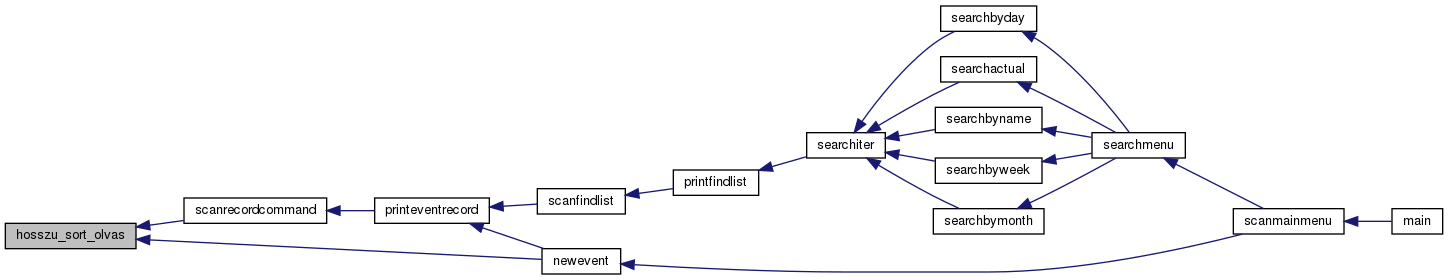 searchbyday
searchactual
searchbyname
searchiter
searchmenu
searchbyweek
printfindlist
scanfindlist
scanrecordcommand
printeventrecord
searchbymonth
scanmainmenu
main
hosszu_sort_olvas
newevent